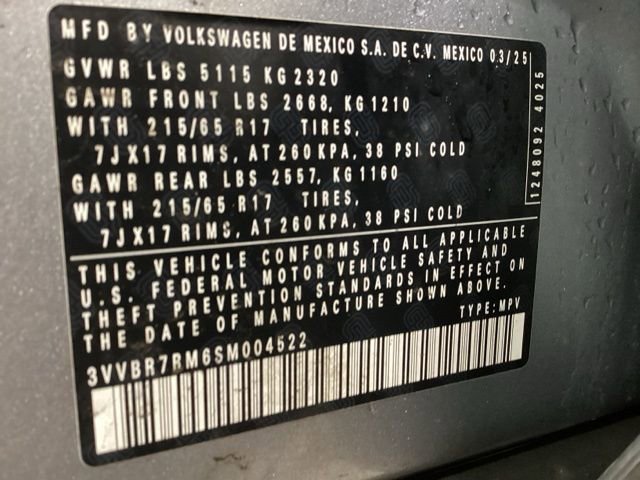 MFD BY VOLKSWAGEN DE MEXICO S.A. DE C.V. MEXICO 03/25
GVWR LBS 5115 KG 2320
GAWR FRONT LBS 2668, KG 1210
WITH 215/65 R17 TIRES,
7JX17 RIMS, AT 260 KPA, 38 PSI COLD
GAWR REAR LBS 2557, KG 1160
WITH 215/65 R17 TIRES,
7JX17 RIMS, AT 260 KPA, 38 PSI COLD
1248092 4025
THIS VEHICLE CONFORMS TO ALL APPLICABLE
U.S. FEDERAL MOTOR VEHICLE SAFETY AND
THEFT PREVENTION STANDARDS IN EFFECT ON
THE DATE OF MANUFACTURE SHOWN ABOVE.
3VVBR7RM6SM004522 TYPE: MPV